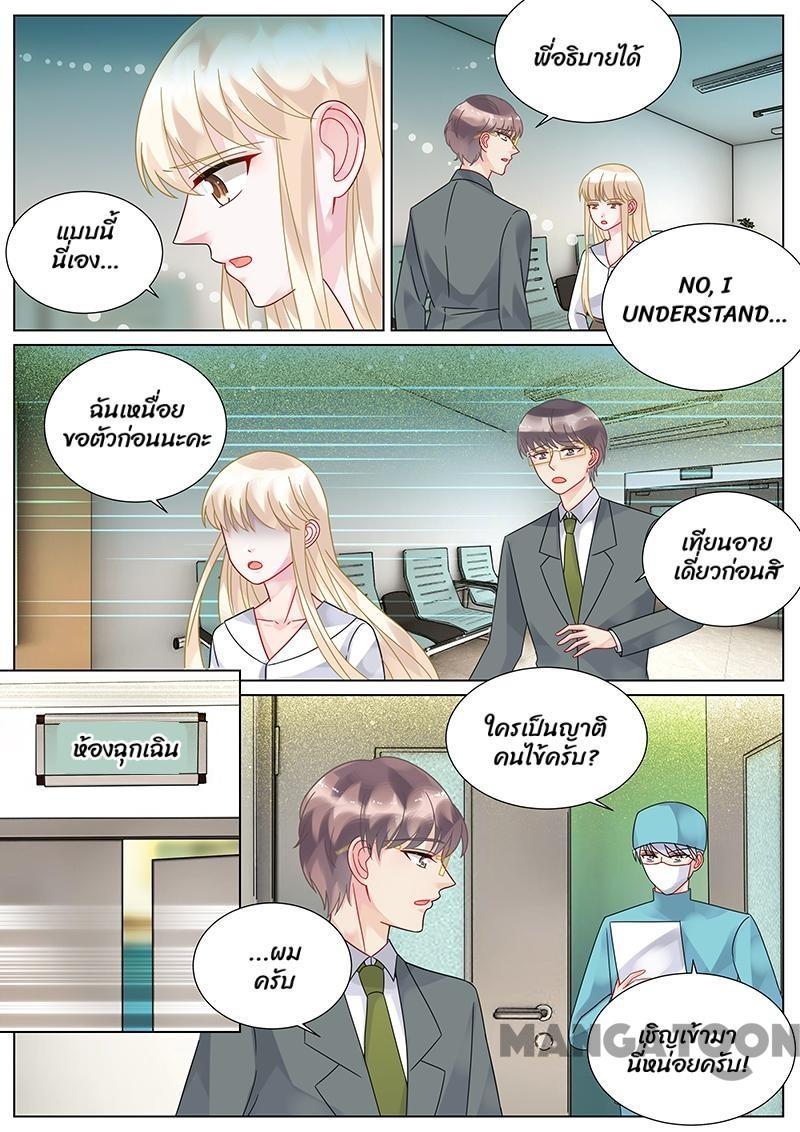 แบบนี้
นี่เอง...
พี่อธิบายได้
NO, I
UNDERSTAND...
ฉันเหนื่อย
ขอตัวก่อนนะคะ
เทียนอาย
เดี๋ยวก่อนสิ
ห้องฉุกเฉิน
ใครเป็นญาติ
คนไข้ครับ?
...ผม
ครับ
เชิญเข้ามา
นี่หน่อยครับ!
MANGATOON